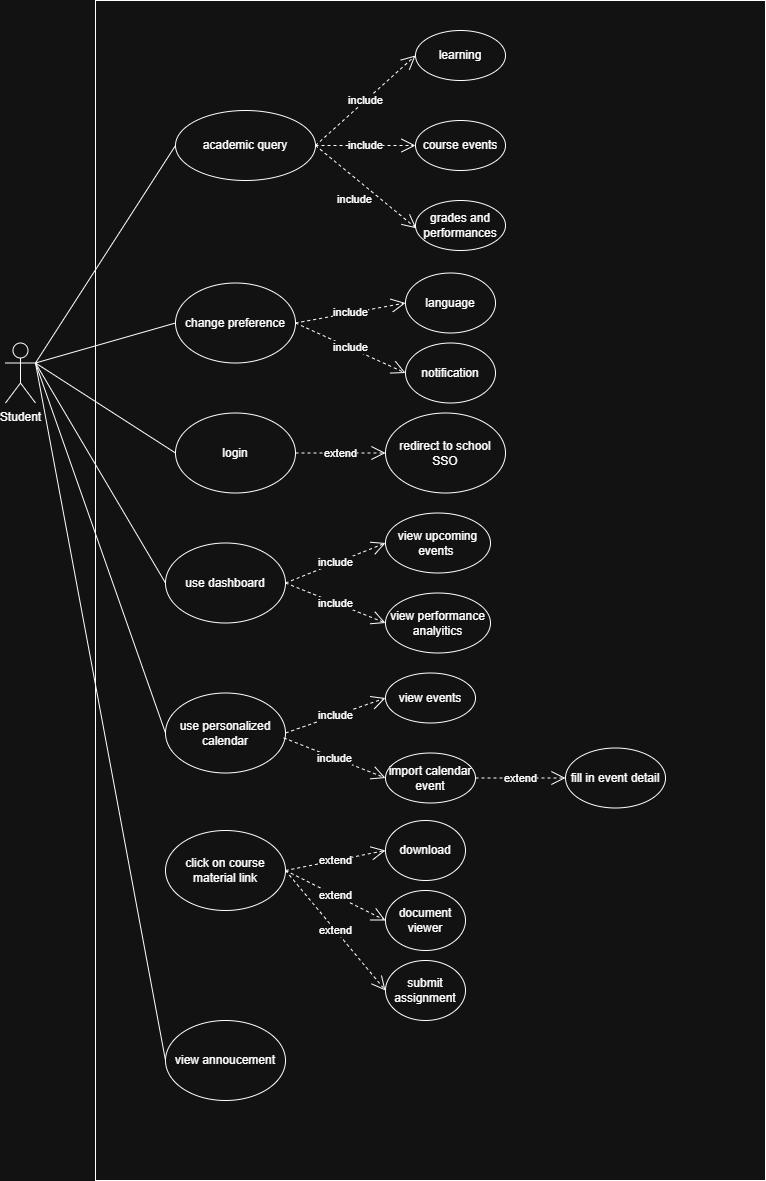 learning
include
academic query
include
course events
include
grades and
performances
language
include
change preference
include
notification
Student
login
extend
redirect to school
SSO
view upcoming
events
include
use dashboard
include
view performance
analyitics
view events
include
use personalized
calendar
include
import calendar
event
extend
fill in event detail
download
extend
click on course
material link
extend
document
viewer
extend
submit
assignment
view annoucement